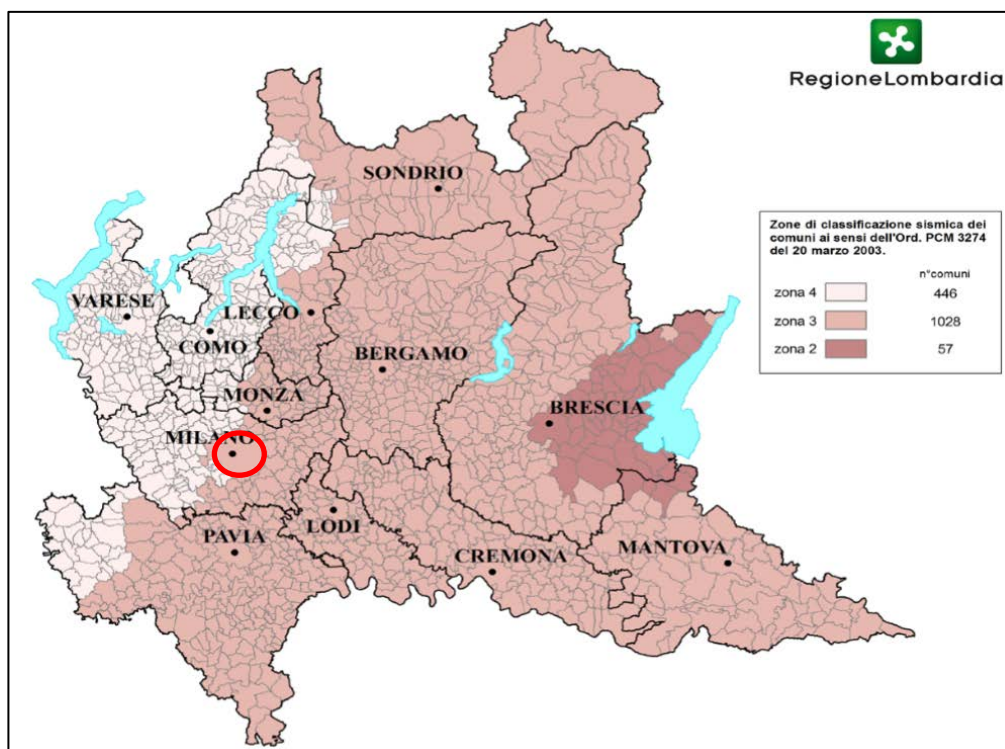 RegioneLombardia
SONDRIO
Zone di classificazione sismica dei
comuni ai sensi dell'Ord. PCM 3274
del 20 marzo 2003.
n°comuni
zona 4 446
zona 3 1028
zona 2 57
VARESE
LECCO
COMO
BERGAMO
MONZA
BRESCIA
MILANO
LODI
PAVIA
CREMONA
MANTOVA